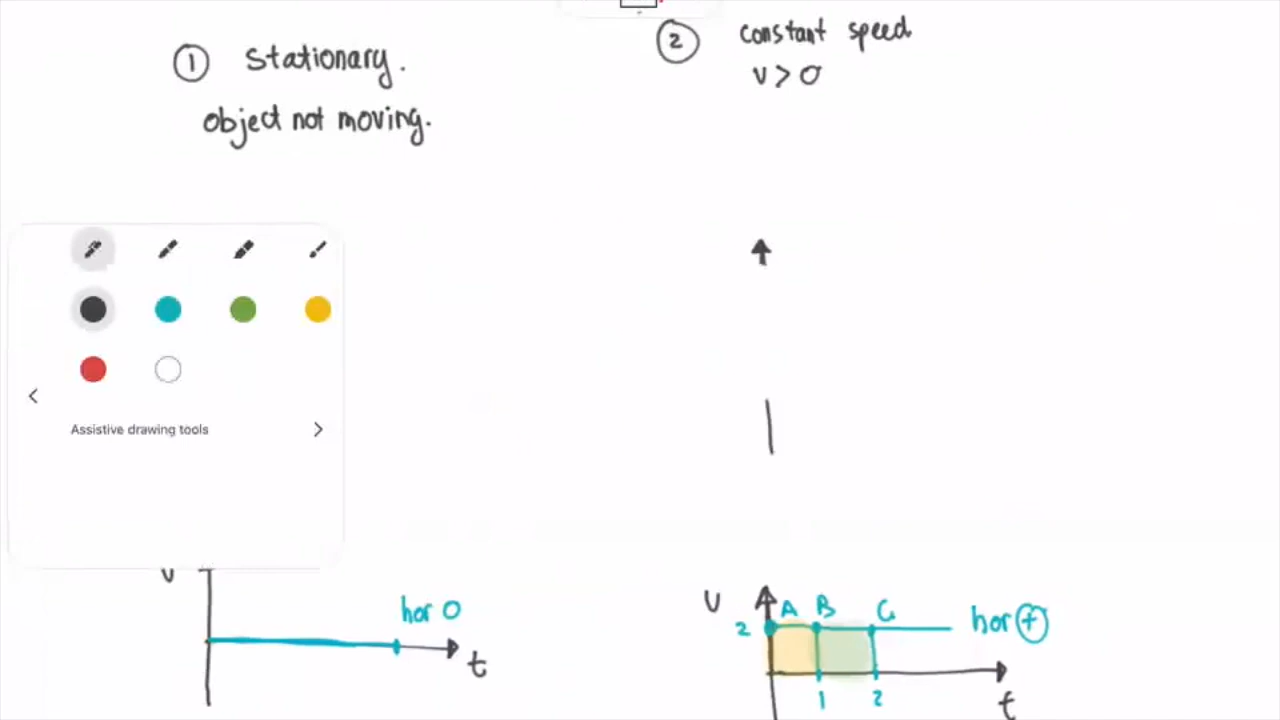 ① Stationary.
object not moving.
② constant speed
v > 0
Assistive drawing tools
v
hor 0
t
v
2
A B C
hor ⊕
1 2
t